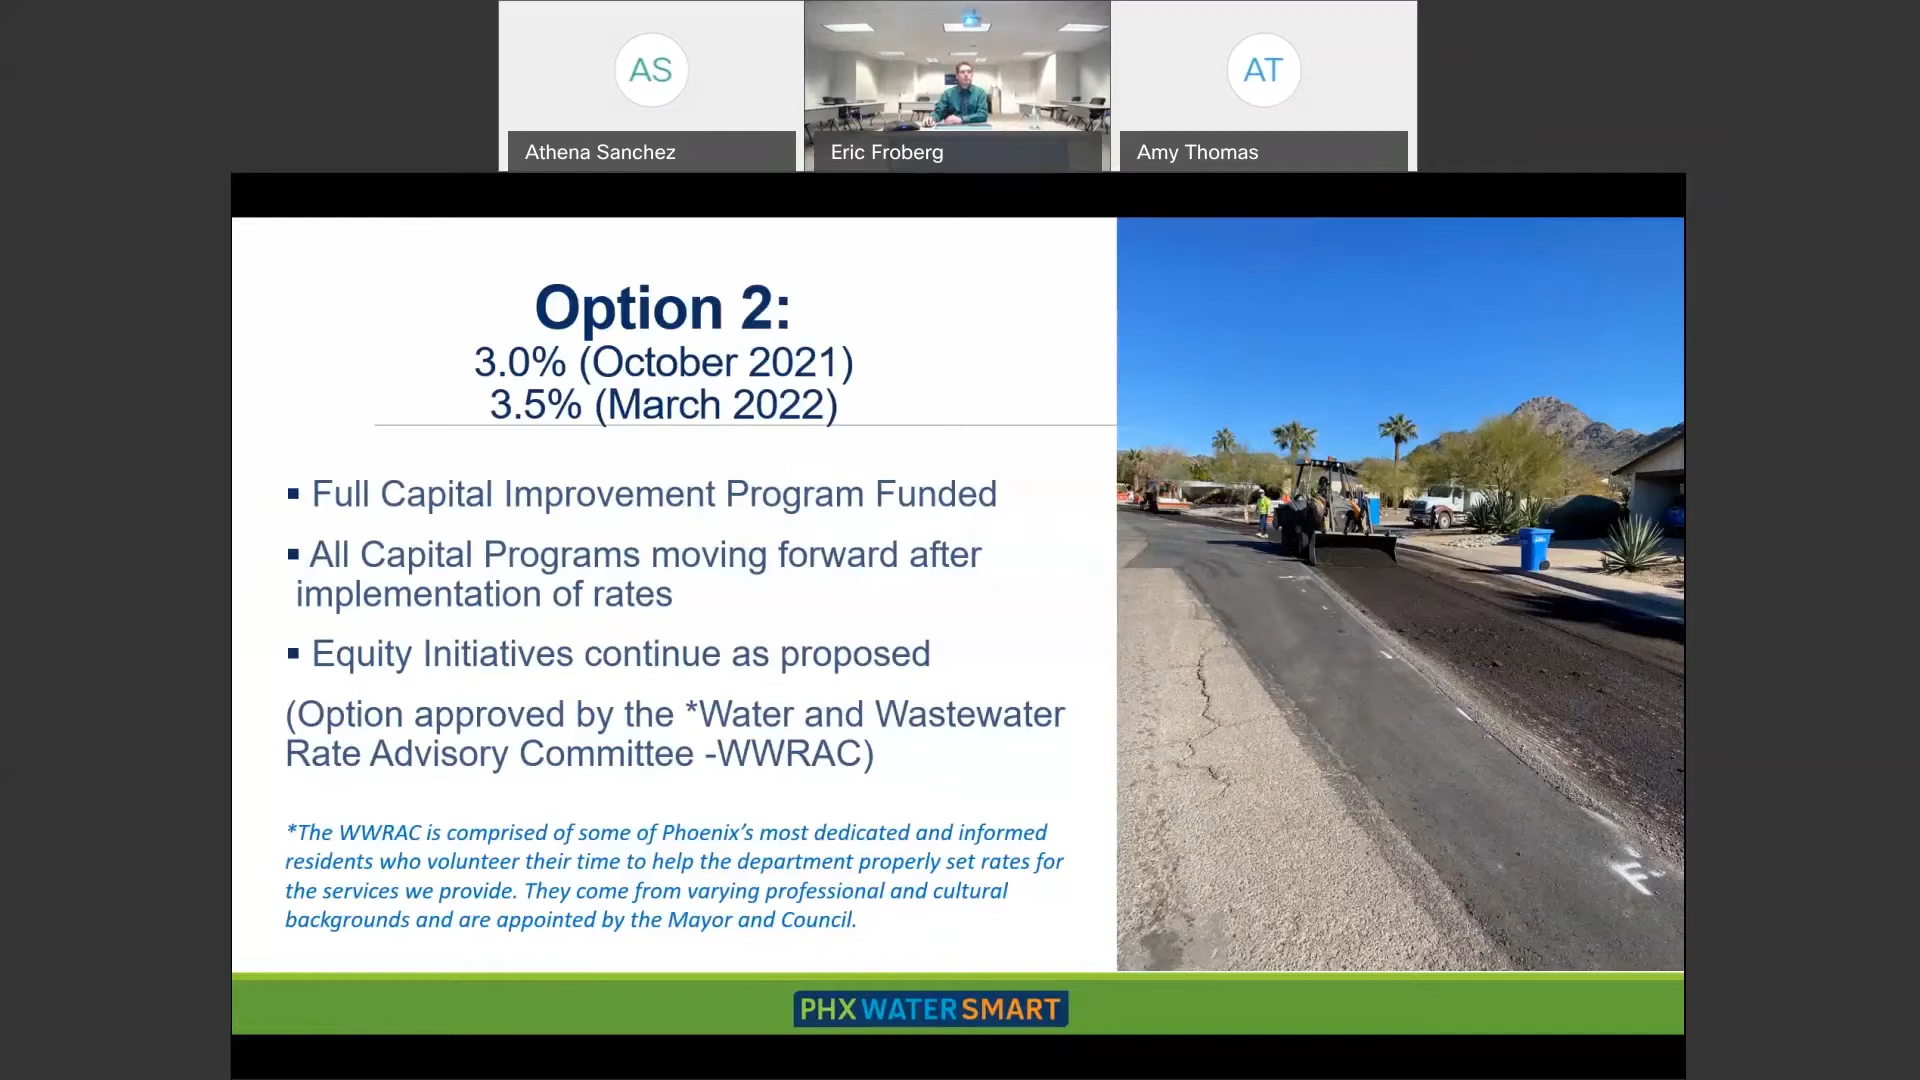 AS
AT
Athena Sanchez
Eric Froberg
Amy Thomas
Option 2:
3.0% (October 2021)
3.5% (March 2022)
▪ Full Capital Improvement Program Funded
▪ All Capital Programs moving forward after
implementation of rates
▪ Equity Initiatives continue as proposed
(Option approved by the *Water and Wastewater
Rate Advisory Committee -WWRAC)
*The WWRAC is comprised of some of Phoenix’s most dedicated and informed
residents who volunteer their time to help the department properly set rates for
the services we provide. They come from varying professional and cultural
backgrounds and are appointed by the Mayor and Council.
PHX WATER SMART